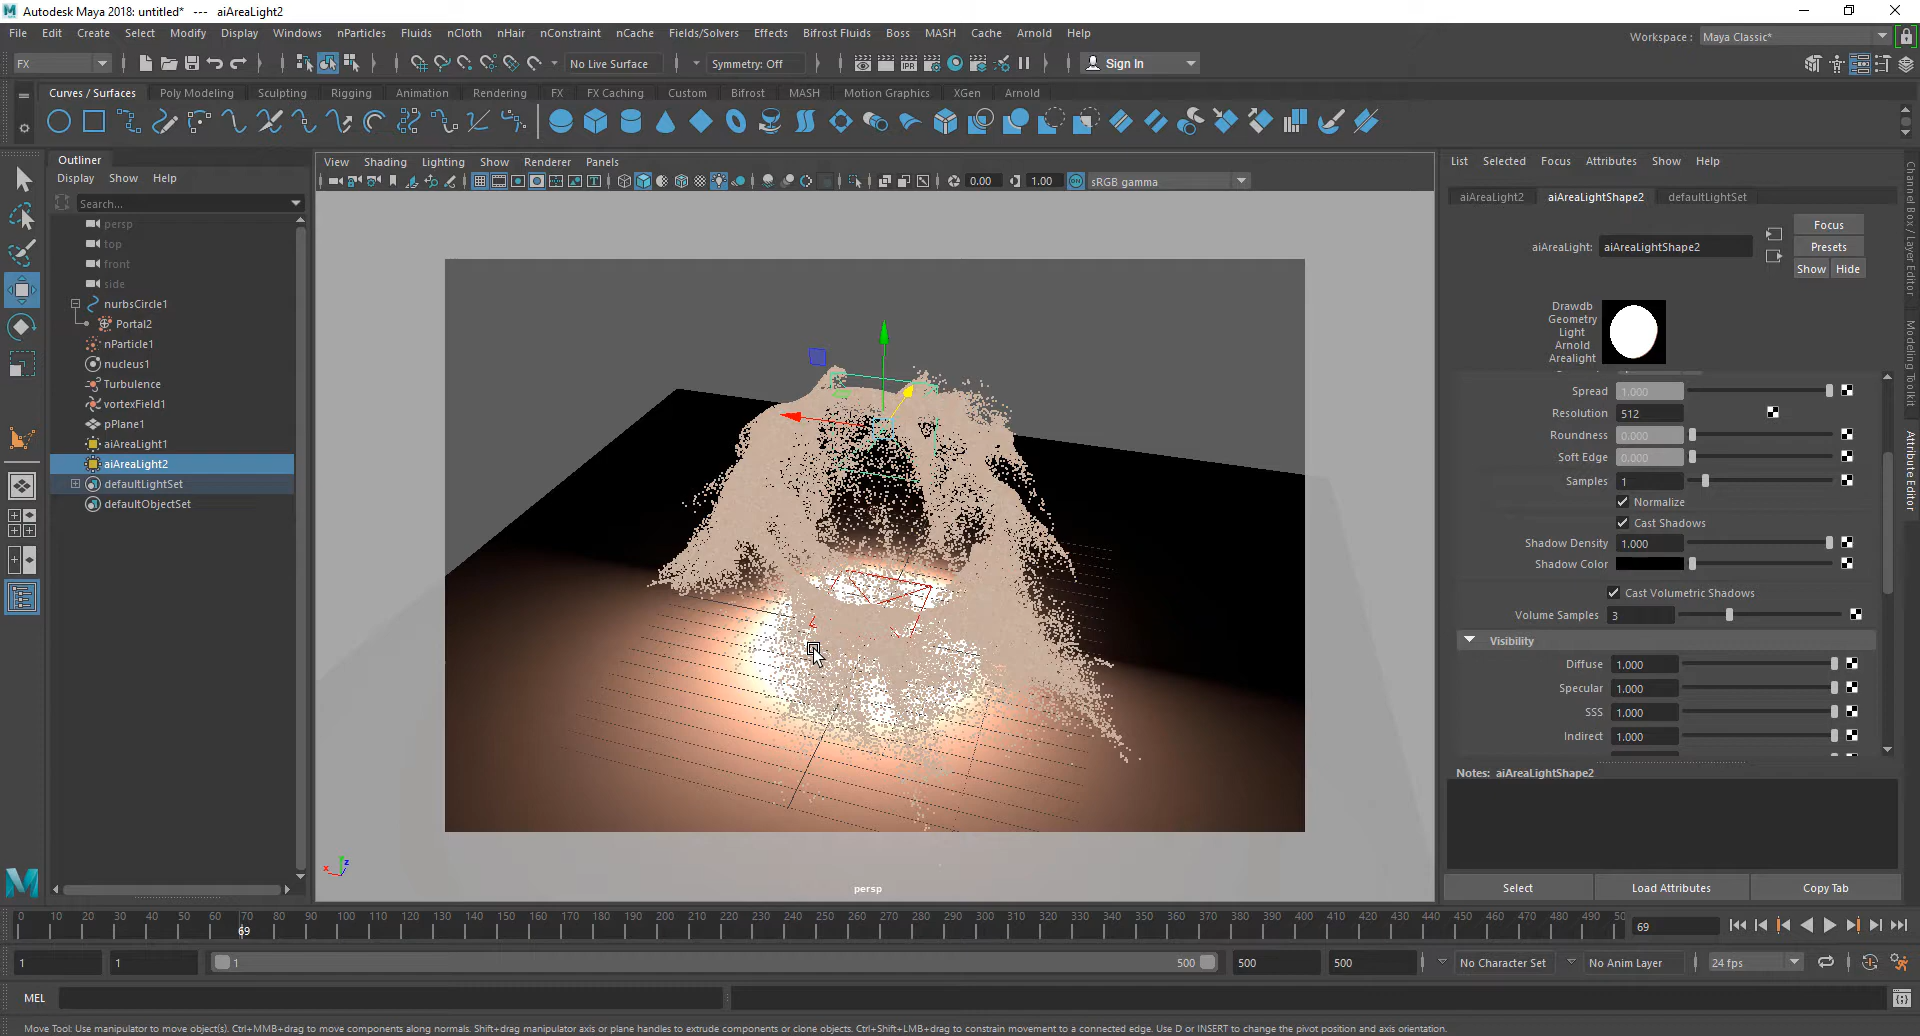 Autodesk Maya 2018: untitled* --- aiAreaLight2
File Edit Create Select Modify Display Windows nParticles Fluids nCloth nHair nConstraint nCache Fields/Solvers Effects Bifrost Fluids Boss MASH Cache Arnold Help
Workspace : Maya Classic*
FX No Live Surface Symmetry: Off IPR Sign In
Curves / Surfaces Poly Modeling Sculpting Rigging Animation Rendering FX FX Caching Custom Bifrost MASH Motion Graphics XGen Arnold
Outliner
Display Show Help
Search...
persp
top
front
side
nurbsCircle1
Portal2
nParticle1
nucleus1
Turbulence
vortexField1
pPlane1
aiAreaLight1
aiAreaLight2
defaultLightSet
defaultObjectSet
View Shading Lighting Show Renderer Panels
0.00 1.00 sRGB gamma
persp
x z
List Selected Focus Attributes Show Help
aiAreaLight2 aiAreaLightShape2 defaultLightSet
Focus
aiAreaLight: aiAreaLightShape2 Presets
Show Hide
Drawdb
Geometry
Light
Arnold
Arealight
Spread 1.000
Resolution 512
Roundness 0.000
Soft Edge 0.000
Samples 1
Normalize
Cast Shadows
Shadow Density 1.000
Shadow Color
Cast Volumetric Shadows
Volume Samples 3
Visibility
Diffuse 1.000
Specular 1.000
SSS 1.000
Indirect 1.000
Notes: aiAreaLightShape2
Select Load Attributes Copy Tab
Channel Box / Layer Editor
Modeling Toolkit
Attribute Editor
0 10 20 30 40 50 60 70 80 90 100 110 120 130 140 150 160 170 180 190 200 210 220 230 240 250 260 270 280 290 300 310 320 330 340 350 360 370 380 390 400 410 420 430 440 450 460 470 480 490 50
69
69
1 1 1 500 500 500 No Character Set No Anim Layer 24 fps
MEL
Move Tool: Use manipulator to move object(s). Ctrl+MMB+drag to move components along normals. Shift+drag manipulator axis or plane handles to extrude components or clone objects. Ctrl+Shift+LMB+drag to constrain movement to a connected edge. Use D or INSERT to change the pivot position and axis orientation.